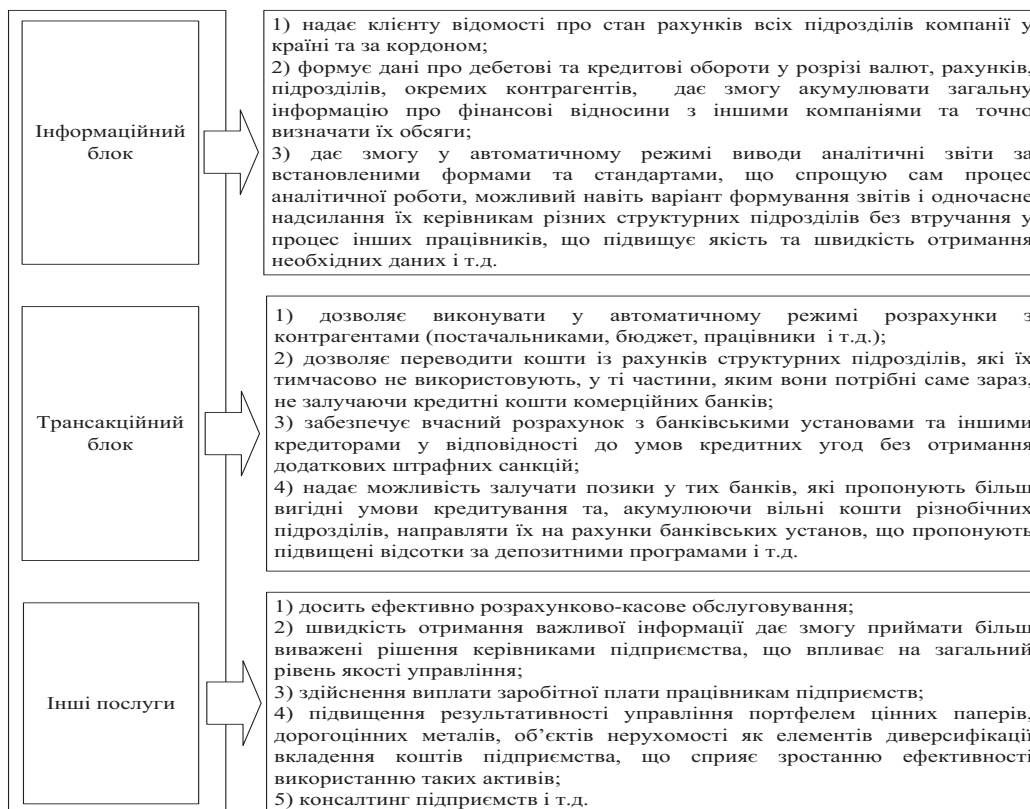 Інформаційний
блок
1) надає клієнту відомості про стан рахунків всіх підрозділів компанії у
країні та за кордоном;
2) формує дані про дебетові та кредитові обороти у розрізі валют, рахунків,
підрозділів, окремих контрагентів, дає змогу акумулювати загальну
інформацію про фінансові відносини з іншими компаніями та точно
визначати їх обсяги;
3) дає змогу у автоматичному режимі виводи аналітичні звіти за
встановленими формами та стандартами, що спрощую сам процес
аналітичної роботи, можливий навіть варіант формування звітів і одночасне
надсилання їх керівникам різних структурних підрозділів без втручання у
процес інших працівників, що підвищує якість та швидкість отримання
необхідних даних і т.д.
Трансакційний
блок
1) дозволяє виконувати у автоматичному режимі розрахунки з
контрагентами (постачальниками, бюджет, працівники і т.д.);
2) дозволяє переводити кошти із рахунків структурних підрозділів, які їх
тимчасово не використовують, у ті частини, яким вони потрібні саме зараз,
не залучаючи кредитні кошти комерційних банків;
3) забезпечує вчасний розрахунок з банківськими установами та іншими
кредиторами у відповідності до умов кредитних угод без отримання
додаткових штрафних санкцій;
4) надає можливість залучати позики у тих банків, які пропонують більш
вигідні умови кредитування та, акумулюючи вільні кошти різнобічних
підрозділів, направляти їх на рахунки банківських установ, що пропонують
підвищені відсотки за депозитними програмами і т.д.
Інші послуги
1) досить ефективно розрахунково-касове обслуговування;
2) швидкість отримання важливої інформації дає змогу приймати більш
виважені рішення керівниками підприємства, що впливає на загальний
рівень якості управління;
3) здійснення виплати заробітної плати працівникам підприємств;
4) підвищення результативності управління портфелем цінних паперів,
дорогоцінних металів, об’єктів нерухомості як елементів диверсифікації
вкладення коштів підприємства, що сприяє зростанню ефективності
використанню таких активів;
5) консалтинг підприємств і т.д.